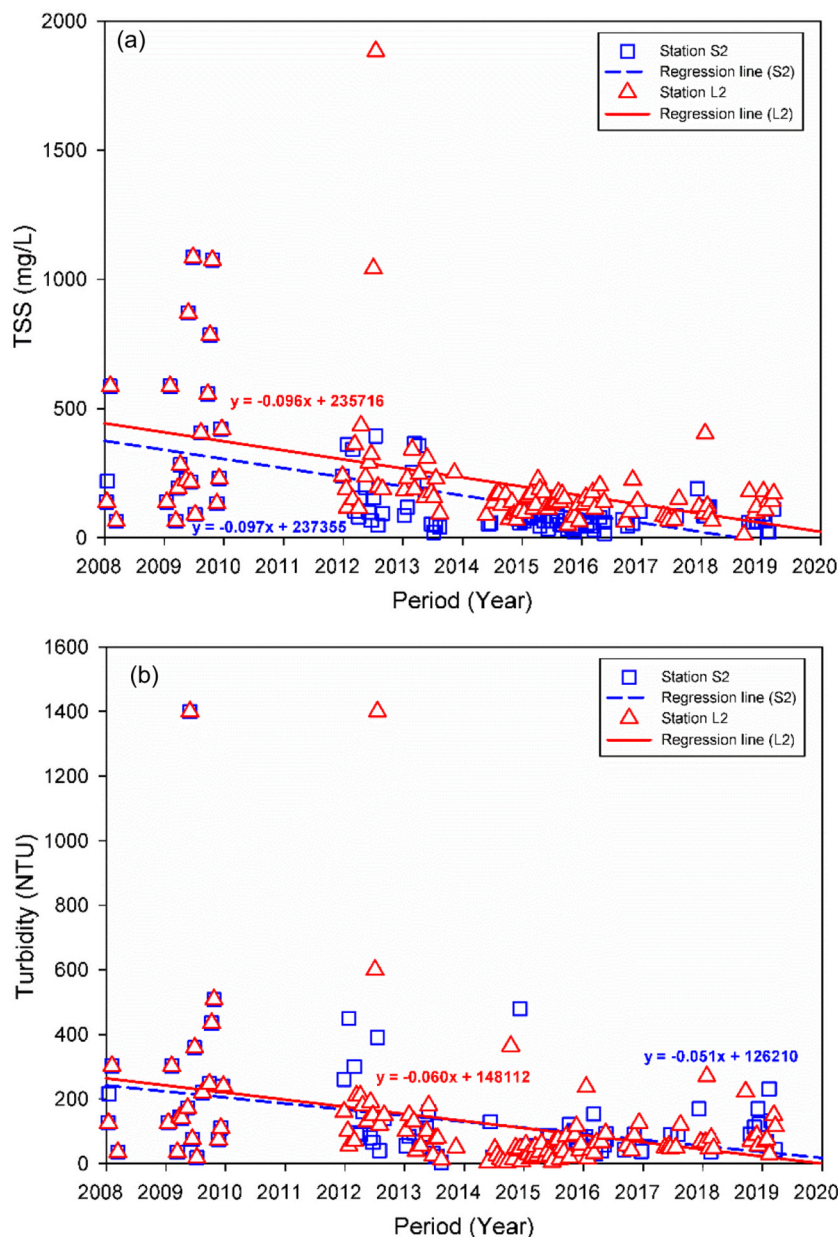 (a)
2000
1500
1000
500
0
TSS (mg/L)
Station S2
Regression line (S2)
Station L2
Regression line (L2)
y = -0.096x + 235716
y = -0.097x + 237355
2008 2009 2010 2011 2012 2013 2014 2015 2016 2017 2018 2019 2020
Period (Year)
(b)
1600
1400
1200
1000
800
600
400
200
0
Turbidity (NTU)
Station S2
Regression line (S2)
Station L2
Regression line (L2)
y = -0.051x + 126210
y = -0.060x + 148112
2008 2009 2010 2011 2012 2013 2014 2015 2016 2017 2018 2019 2020
Period (Year)